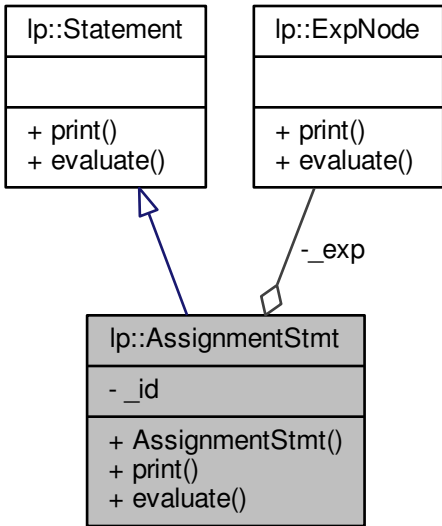 lp::Statement
+ print()
+ evaluate()
lp::ExpNode
+ print()
+ evaluate()
-_exp
lp::AssignmentStmt
- _id
+ AssignmentStmt()
+ print()
+ evaluate()